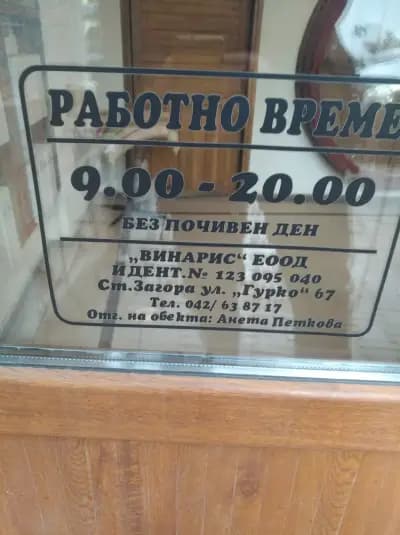 РАБОТНО ВРЕМЕ
9.00 - 20.00
БЕЗ ПОЧИВЕН ДЕН
„ВИНАРИС“ ЕООД
ИДЕНТ.№ 123 095 040
Ст.Загора ул. „Гурко“ 67
Тел. 042/ 63 87 17
Отг. на обекта: Анета Петкова